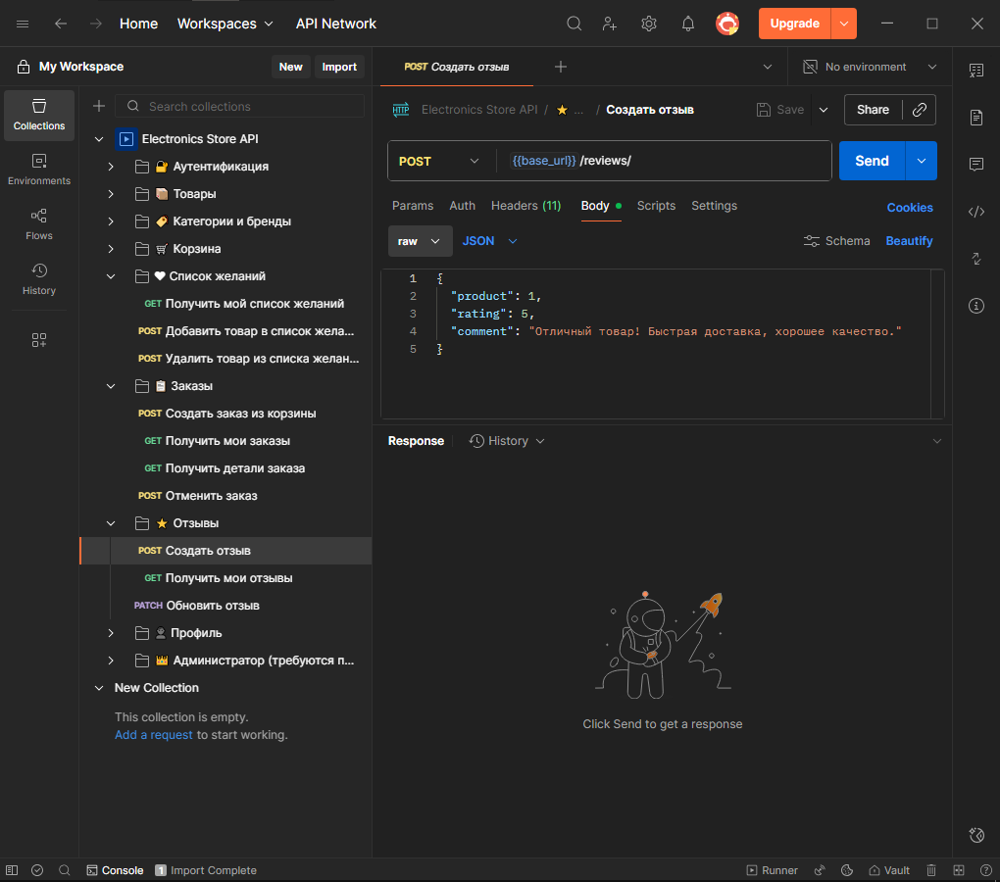 Home Workspaces API Network Upgrade
My Workspace New Import
POST Создать отзыв No environment
Collections
Environments
Flows
History
Search collections
Electronics Store API
Аутентификация
Товары
Категории и бренды
Корзина
Список желаний
GET Получить мой список желаний
POST Добавить товар в список жела...
POST Удалить товар из списка желан...
Заказы
POST Создать заказ из корзины
GET Получить мои заказы
GET Получить детали заказа
POST Отменить заказ
Отзывы
POST Создать отзыв
GET Получить мои отзывы
PATCH Обновить отзыв
Профиль
Администратор (требуются п...
New Collection
This collection is empty.
Add a request to start working.
HTTP Electronics Store API / ... / Создать отзыв Save Share
POST {{base_url}} /reviews/ Send
Params Auth Headers (11) Body Scripts Settings Cookies
raw JSON Schema Beautify
1 {
2 "product": 1,
3 "rating": 5,
4 "comment": "Отличный товар! Быстрая доставка, хорошее качество."
5 }
Response History
Click Send to get a response
Console 1 Import Complete Runner Vault